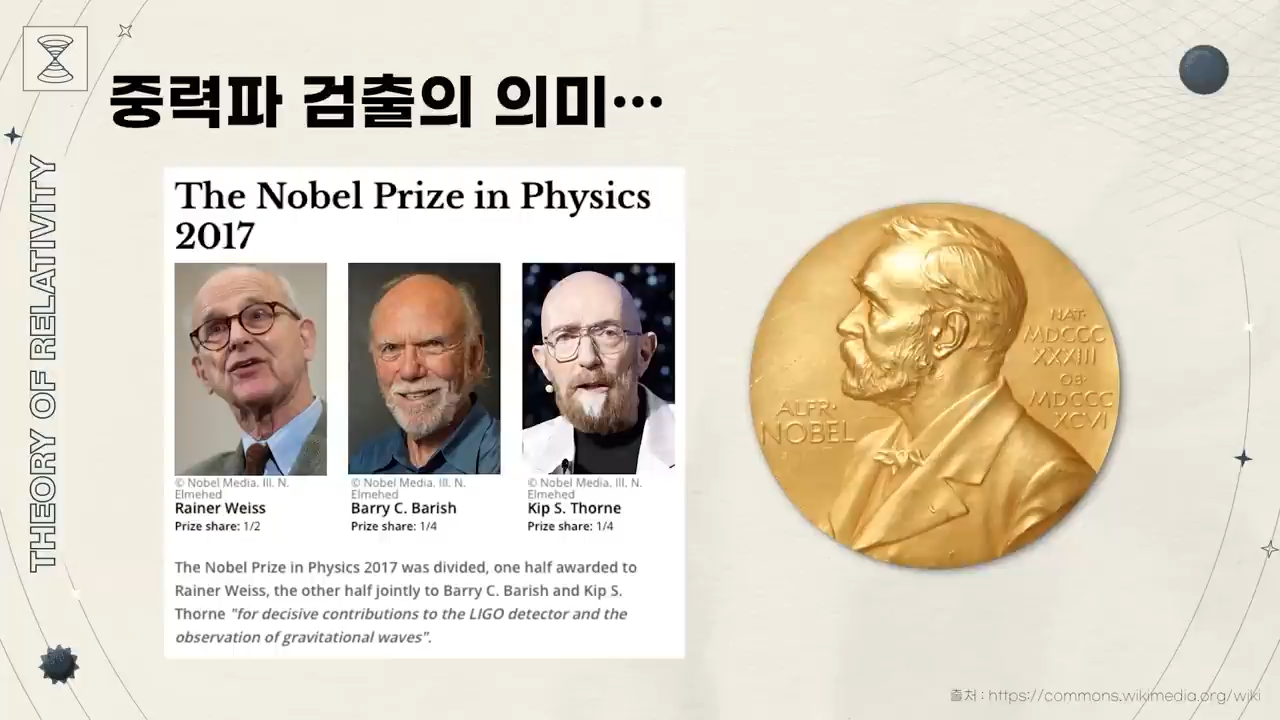 중력파 검출의 의미…
THEORY OF RELATIVITY
The Nobel Prize in Physics
2017
© Nobel Media. Ill. N.
Elmehed
Rainer Weiss
Prize share: 1/2
© Nobel Media. Ill. N.
Elmehed
Barry C. Barish
Prize share: 1/4
© Nobel Media. Ill. N.
Elmehed
Kip S. Thorne
Prize share: 1/4
The Nobel Prize in Physics 2017 was divided, one half awarded to
Rainer Weiss, the other half jointly to Barry C. Barish and Kip S.
Thorne "for decisive contributions to the LIGO detector and the
observation of gravitational waves".
ALFR·
NOBEL
NAT·
MDCCC
XXXIII
OB·
MDCCC
XCVI
출처 : https://commons.wikimedia.org/wiki